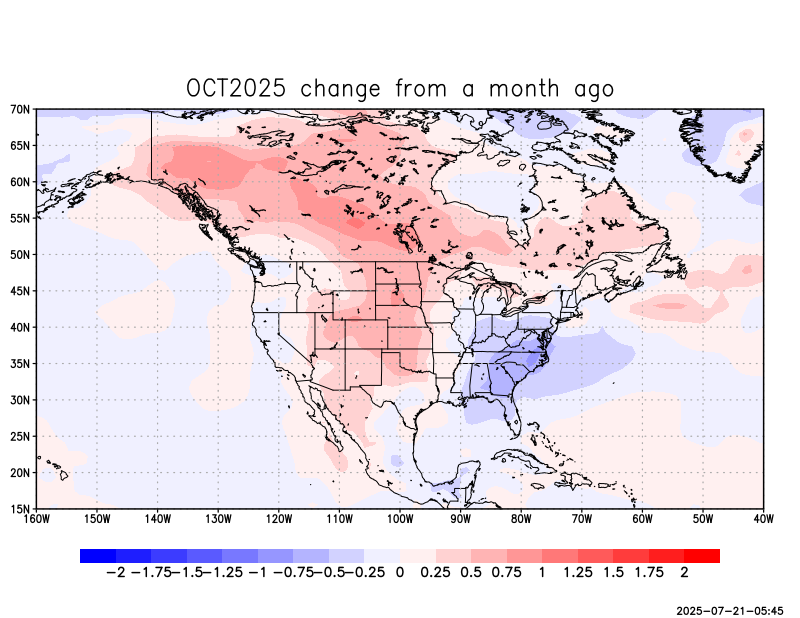 OCT2025 change from a month ago
70N
65N
60N
55N
50N
45N
40N
35N
30N
25N
20N
15N
160W 150W 140W 130W 120W 110W 100W 90W 80W 70W 60W 50W 40W
−2 −1.75 −1.5 −1.25 −1 −0.75 −0.5 −0.25 0 0.25 0.5 0.75 1 1.25 1.5 1.75 2
2025-07-21-05:45